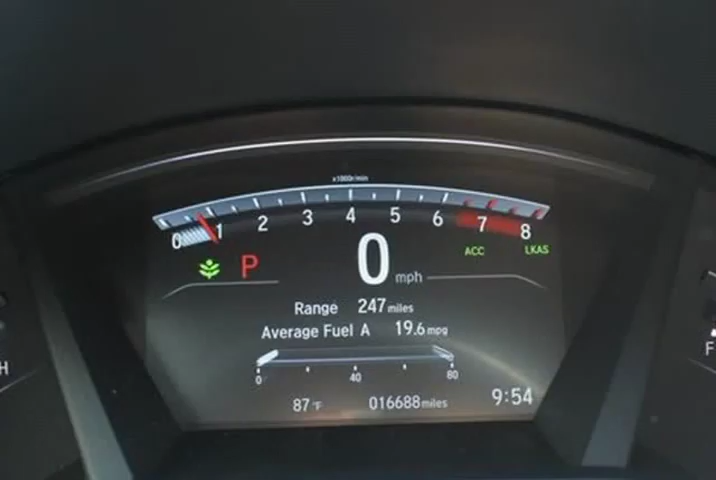 x1000r/min
0 1 2 3 4 5 6 7 8
ACC LKAS
P 0 mph
Range 247 miles
Average Fuel A 19.6 mpg
0 40 80
87°F 016688 miles 9:54
H
F